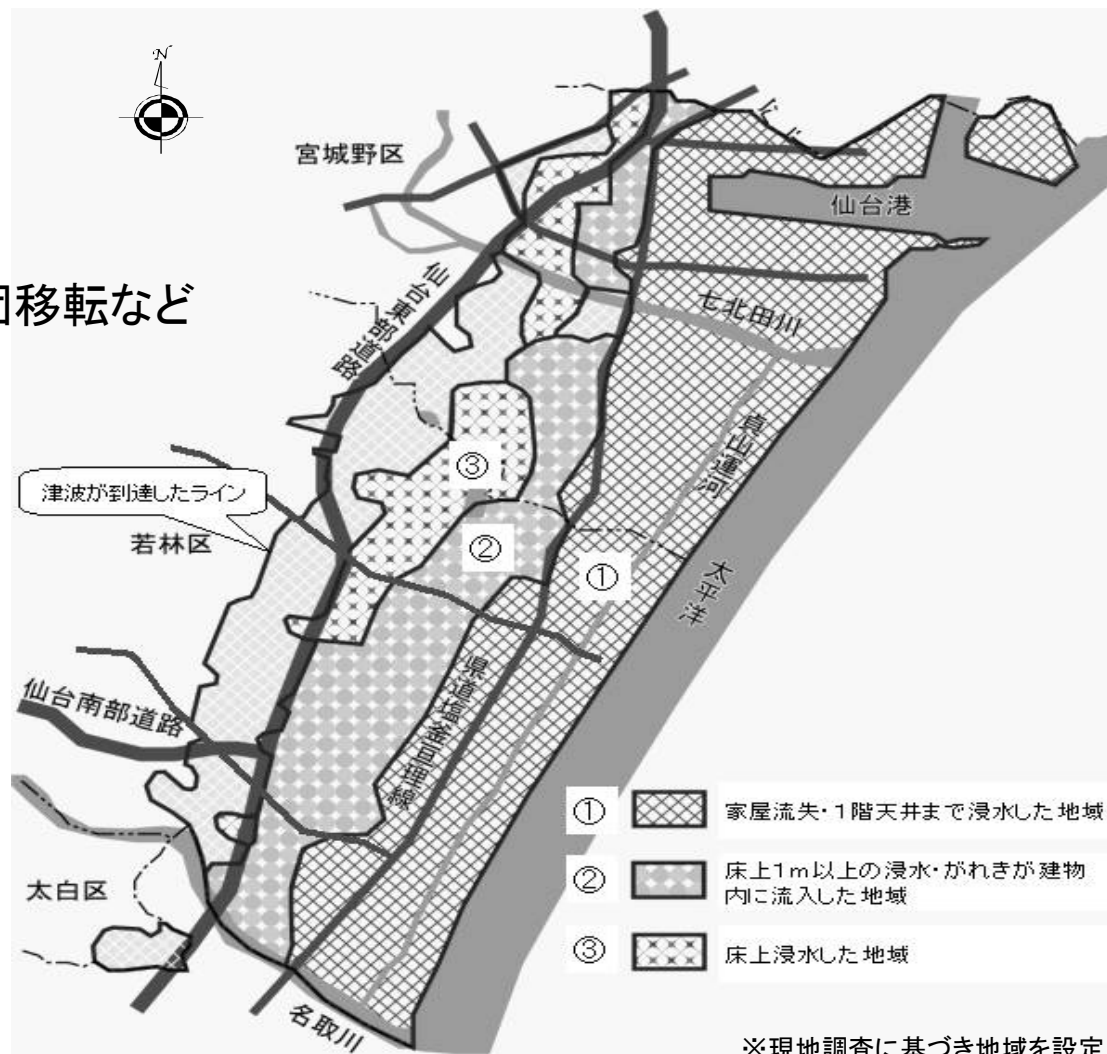 N
宮城野区
仙台港
移転など
仙台東部道路
七北田川
貞山運河
③
津波が到達したライン
若林区
②
①
太平洋
県道塩釜亘理線
仙台南部道路
① 家屋流失・1階天井まで浸水した地域
② 床上1m以上の浸水・がれきが建物
内に流入した地域
太白区
③ 床上浸水した地域
名取川
※現地調査に基づき地域を設定